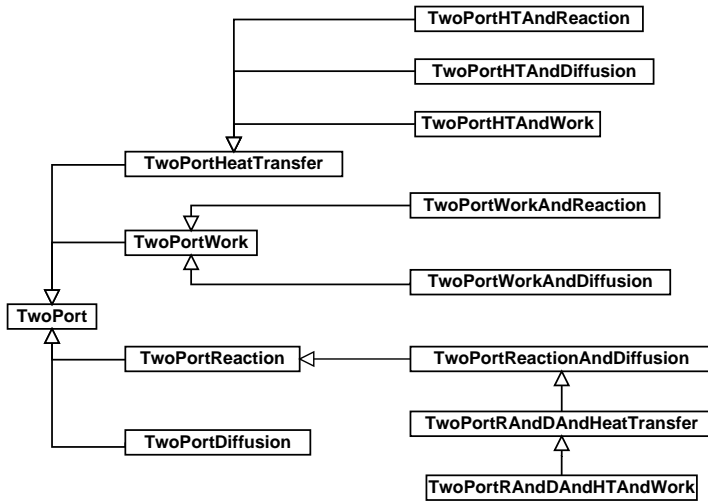 TwoPortHTAndReaction
TwoPortHTAndDiffusion
TwoPortHTAndWork
TwoPortHeatTransfer
TwoPortWorkAndReaction
TwoPortWork
TwoPortWorkAndDiffusion
TwoPort
TwoPortReaction
TwoPortReactionAndDiffusion
TwoPortRAndDAndHeatTransfer
TwoPortDiffusion
TwoPortRAndDAndHTAndWork